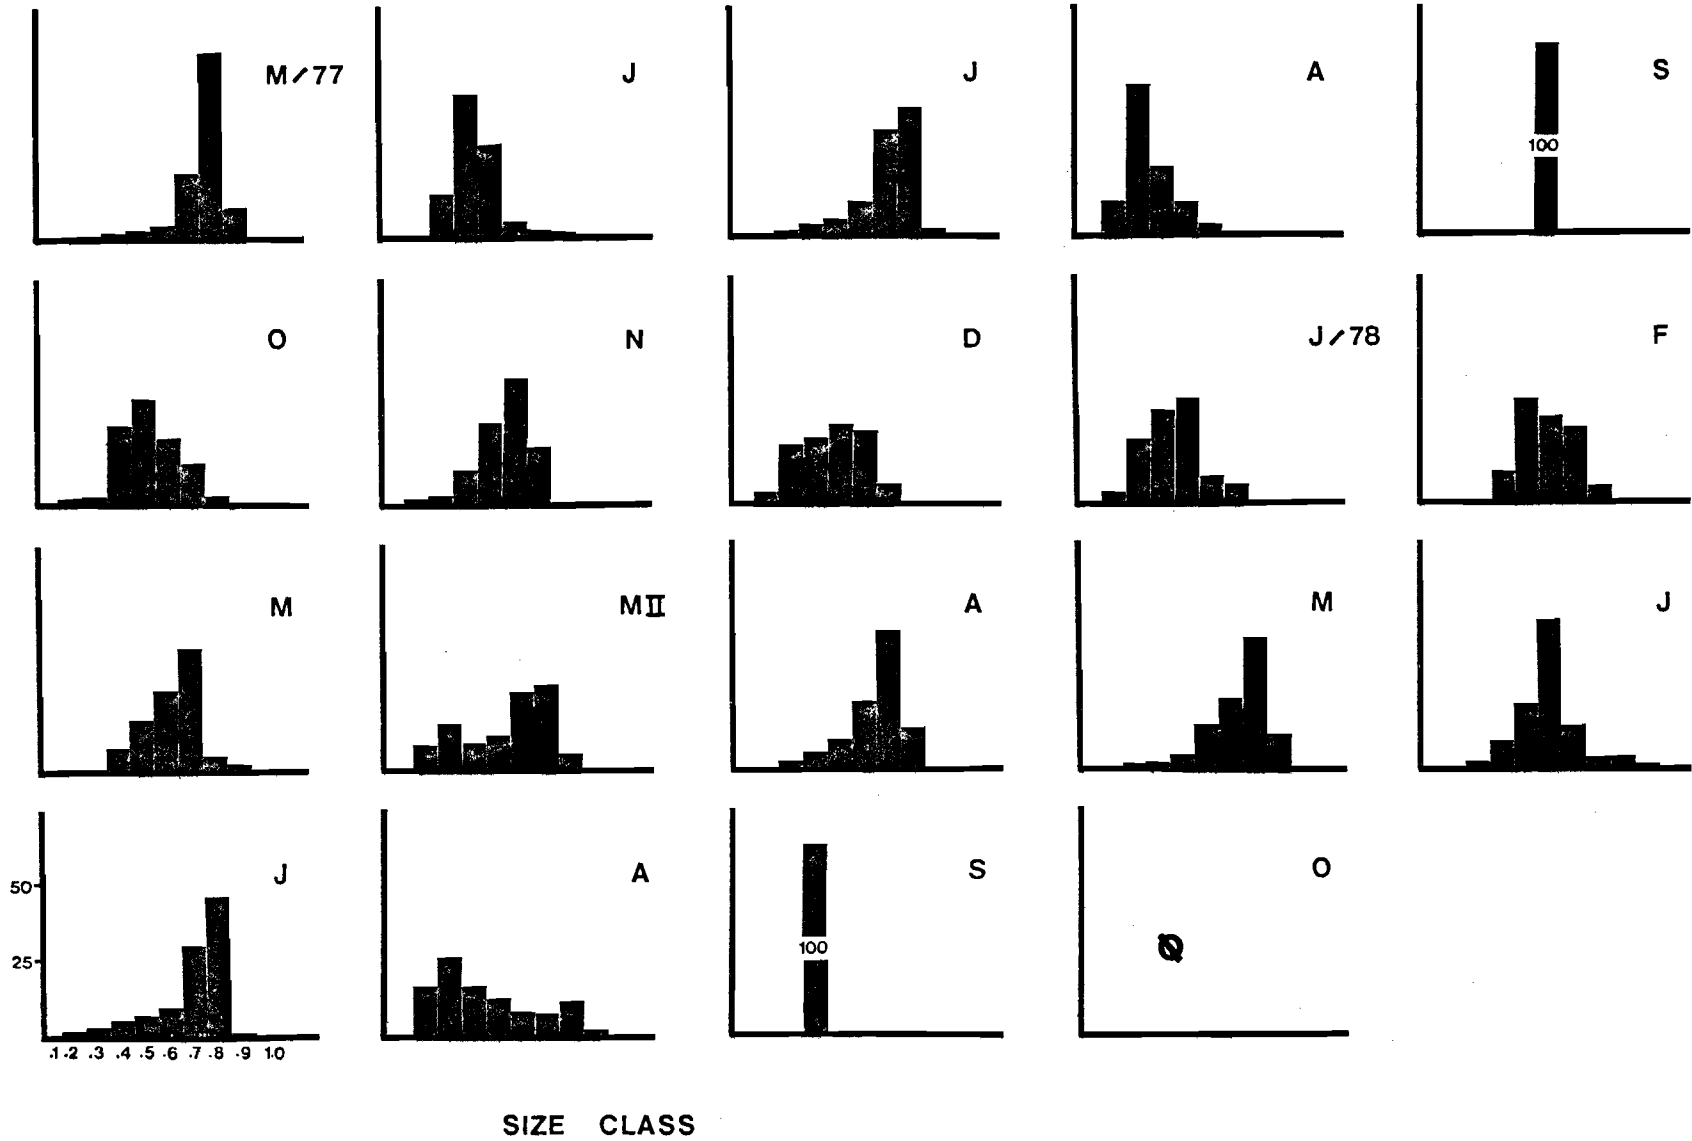 M/77 J J A S
100
O N D J/78 F
M MII A M J
J A S O
50
25
100
Ø
.1 .2 .3 .4 .5 .6 .7 .8 .9 1.0
SIZE CLASS